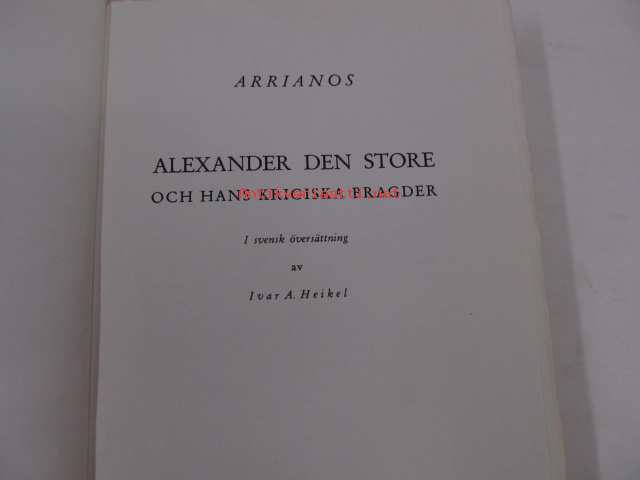 ARRIANOS
ALEXANDER DEN STORE
OCH HANS KRIGISKA BRAGDER
I svensk översättning
av
Ivar A. Heikel